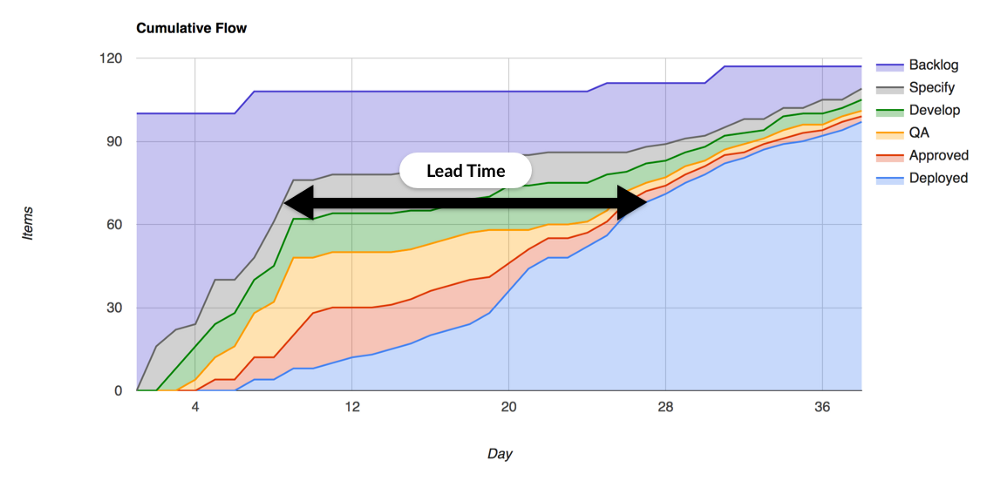 Cumulative Flow
120
90
60
30
0
Items
4 12 20 28 36
Day
Lead Time
Backlog
Specify
Develop
QA
Approved
Deployed